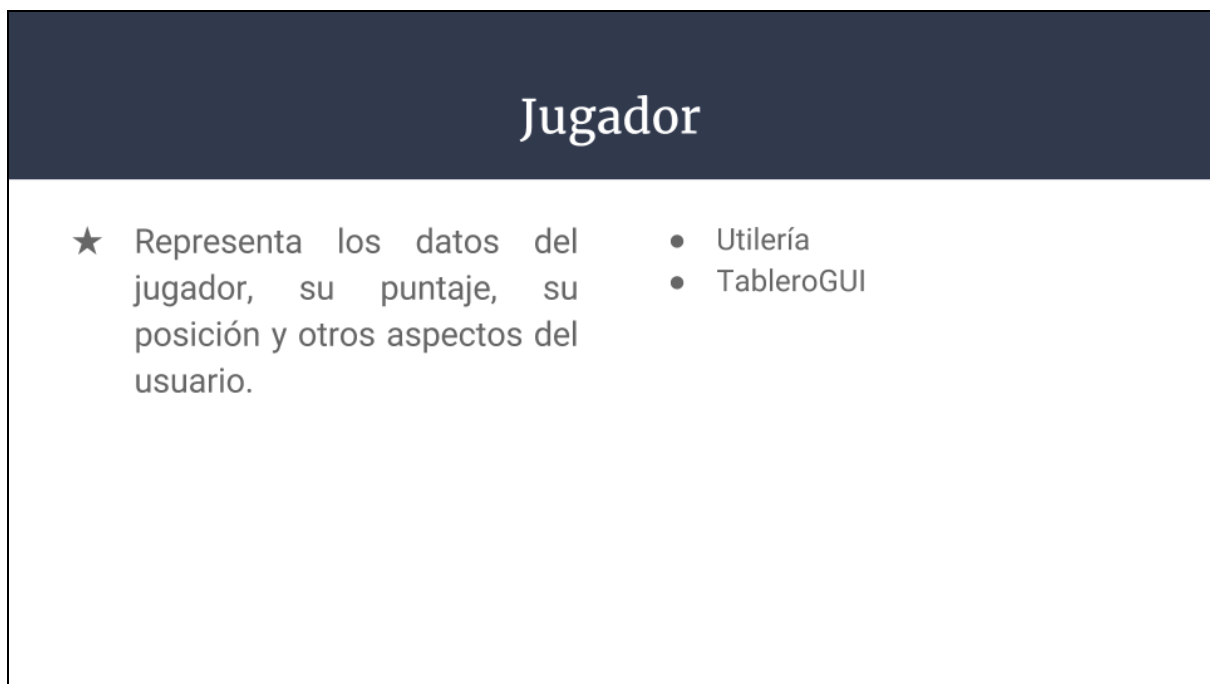 Jugador
★ Representa los datos del
jugador, su puntaje, su
posición y otros aspectos del
usuario.
● Utilería
● TableroGUI